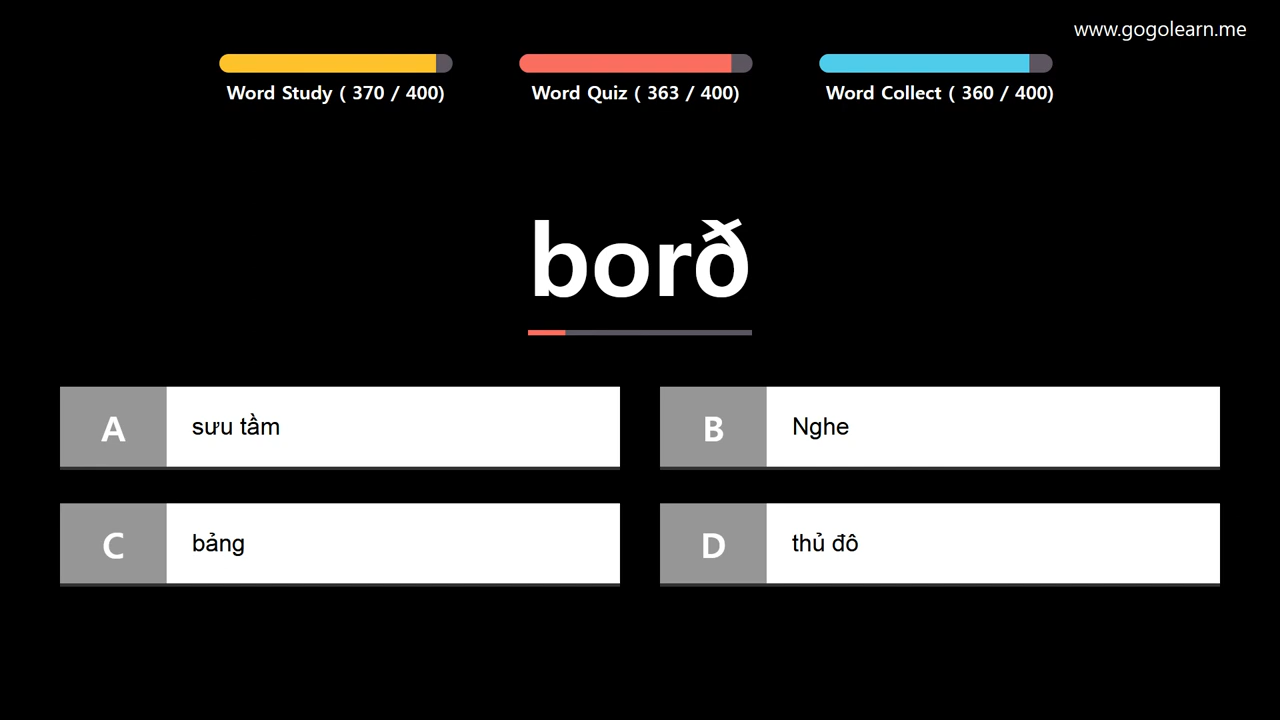 www.gogolearn.me
Word Study ( 370 / 400)
Word Quiz ( 363 / 400)
Word Collect ( 360 / 400)
borð
A
sưu tầm
B
Nghe
C
bảng
D
thủ đô